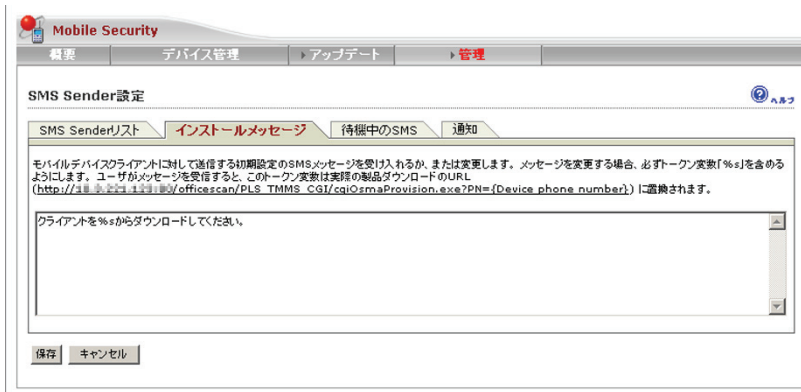 Mobile Security
概要 デバイス管理 アップデート 管理
SMS Sender設定
ヘルプ
SMS Senderリスト インストールメッセージ 待機中のSMS 通知
モバイルデバイスクライアントに対して送信する初期設定のSMSメッセージを受け入れるか、または変更します。メッセージを変更する場合、必ずトークン変数「%s」を含める
ようにします。ユーザがメッセージを受信すると、このトークン変数は実際の製品ダウンロードのURL
(http:///officescan/PLS_TMMS_CGI/cgiOsmaProvision.exe?PN={Device phone number}) に置換されます。
クライアントを%sからダウンロードしてください。
保存 キャンセル